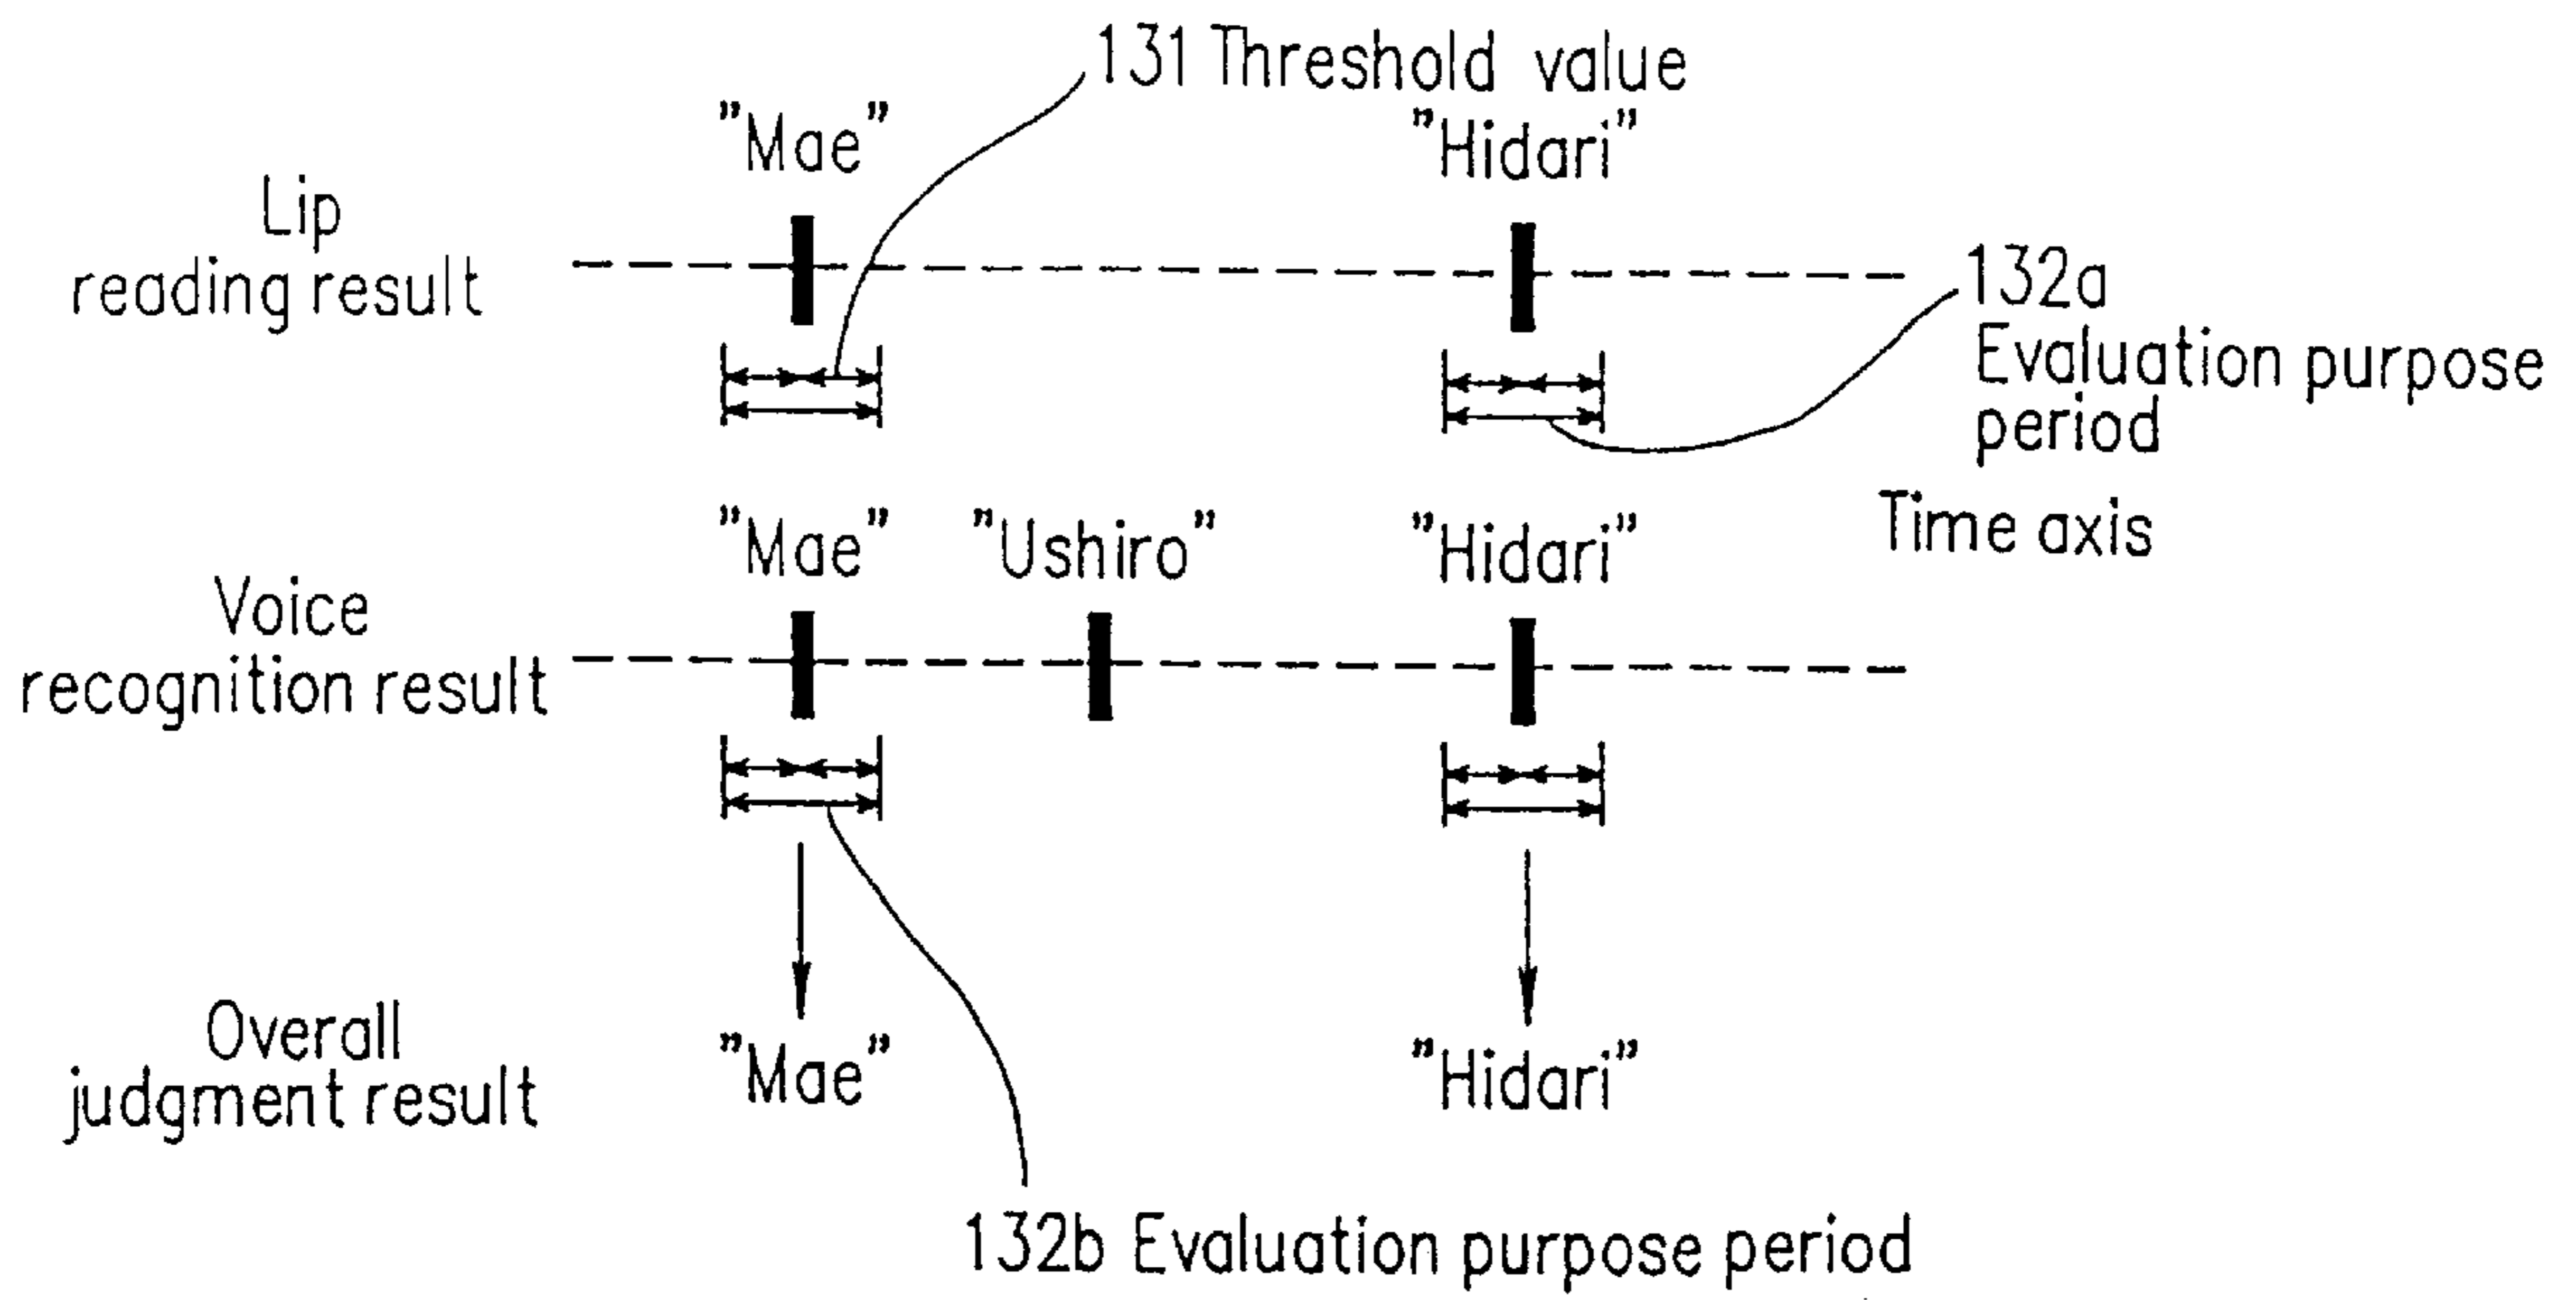 131 Threshold value
"Mae" "Hidari"
Lip
reading result
132a
Evaluation purpose
period
"Mae" "Ushiro" "Hidari" Time axis
Voice
recognition result
Overall
judgment result
"Mae" "Hidari"
132b Evaluation purpose period